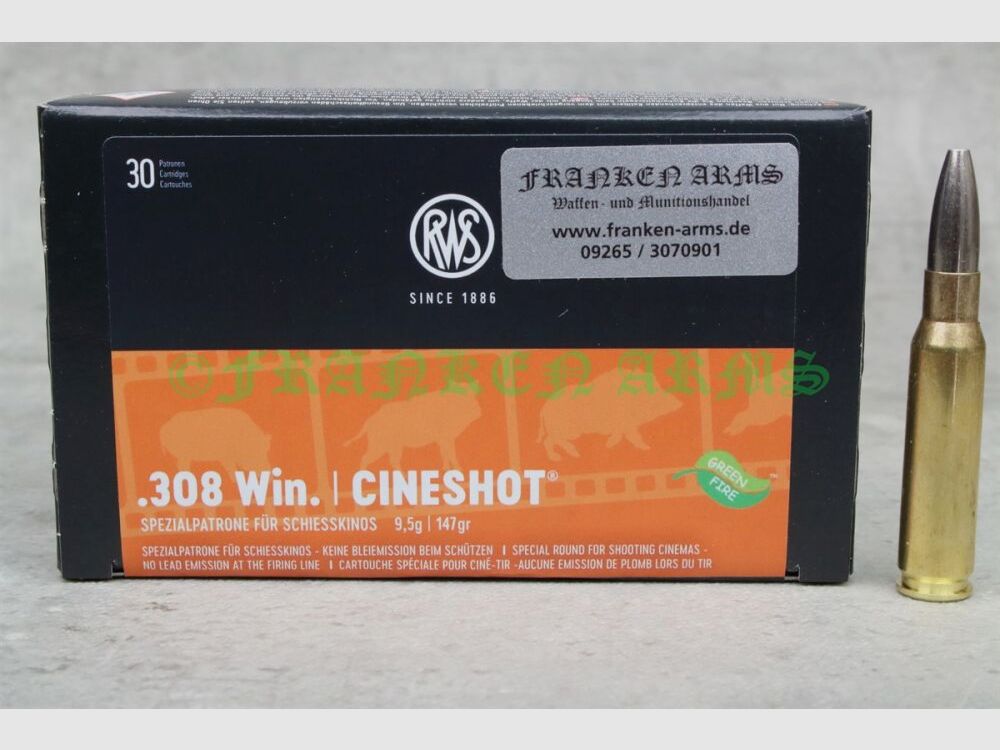 30 Patronen
Cartridges
Cartouches
RWS
SINCE 1886
FRANKEN ARMS
Waffen- und Munitionshandel
www.franken-arms.de
09265 / 3070901
©FRANKEN ARMS
.308 Win. | CINESHOT®
SPEZIALPATRONE FÜR SCHIESSKINOS 9,5g | 147gr
GREEN
FIRE ™
SPEZIALPATRONE FÜR SCHIESSKINOS - KEINE BLEIEMISSION BEIM SCHÜTZEN | SPECIAL ROUND FOR SHOOTING CINEMAS -
NO LEAD EMISSION AT THE FIRING LINE | CARTOUCHE SPÉCIALE POUR CINÉ-TIR -AUCUNE EMISSION DE PLOMB LORS DU TIR